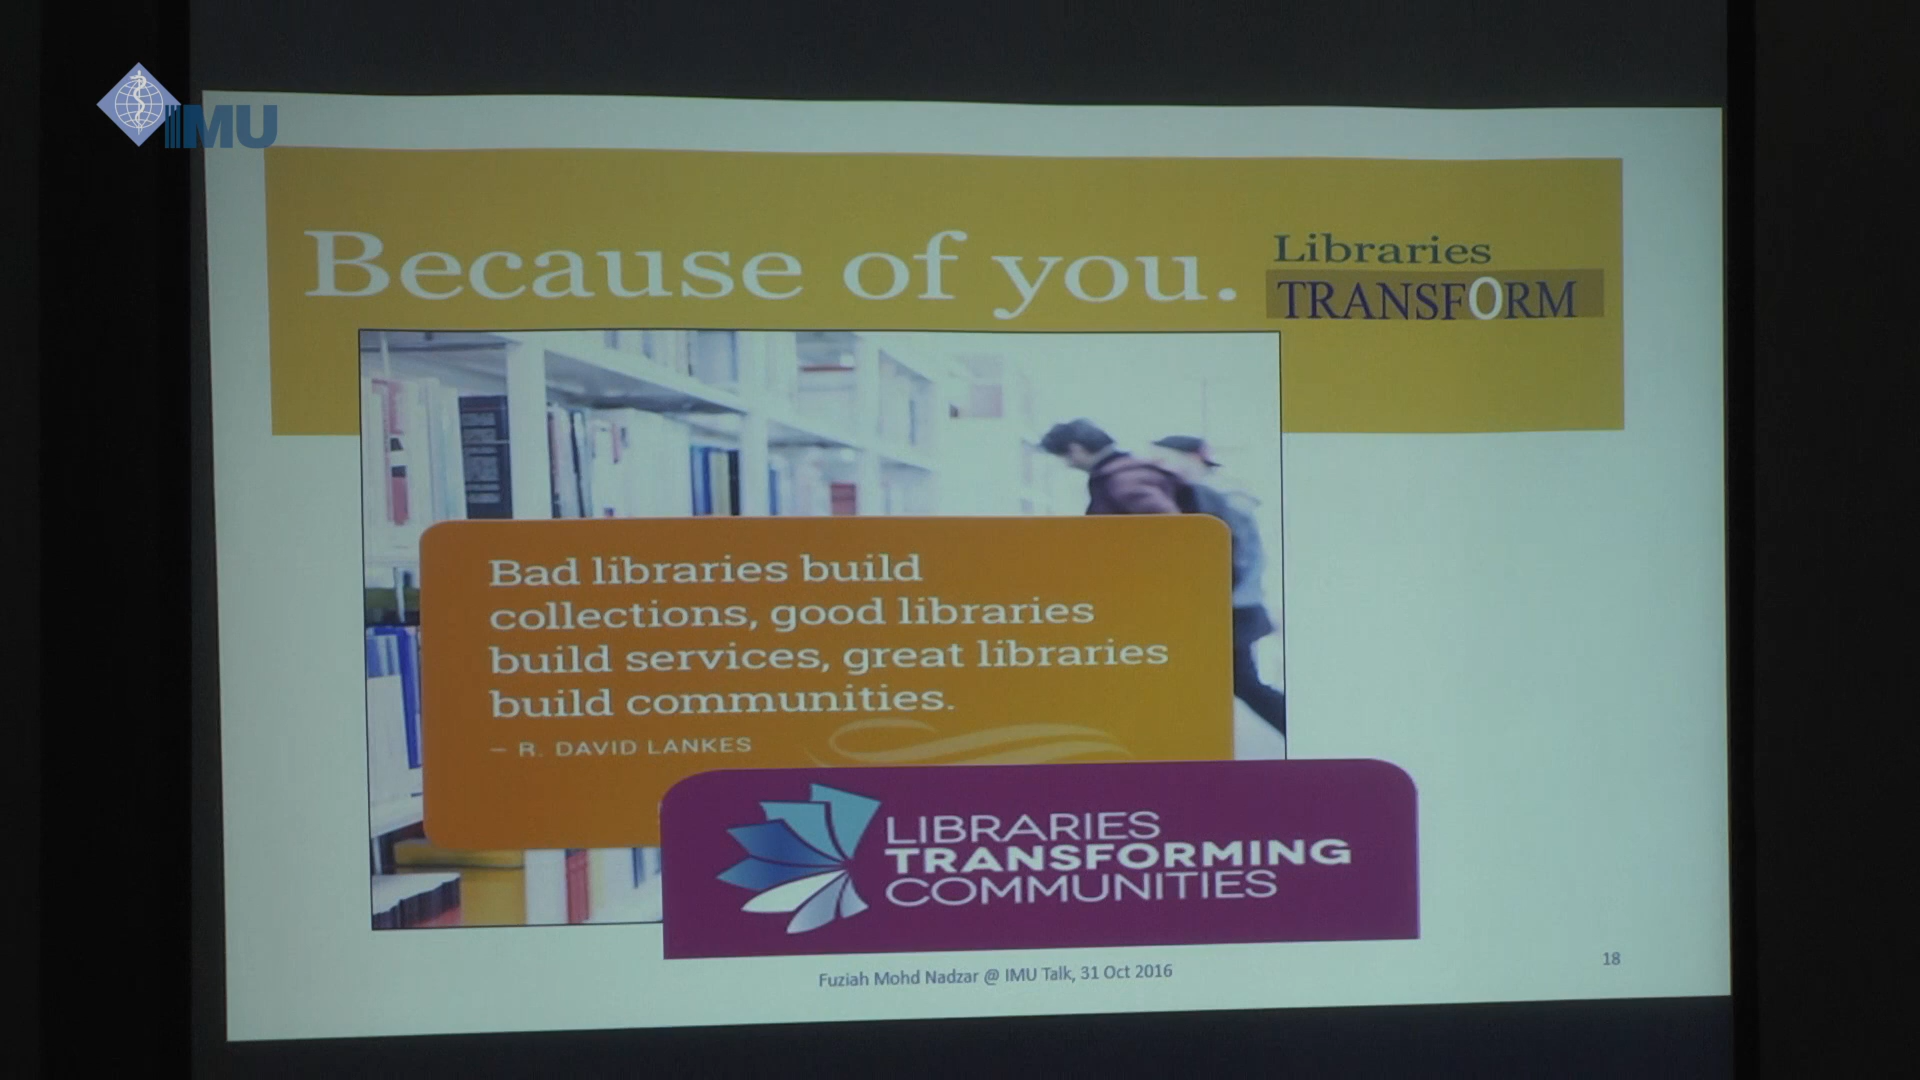 IMU
Because of you.
Libraries
TRANSFORM
Bad libraries build
collections, good libraries
build services, great libraries
build communities.
– R. DAVID LANKES
LIBRARIES
TRANSFORMING
COMMUNITIES
Fuziah Mohd Nadzar @ IMU Talk, 31 Oct 2016
18